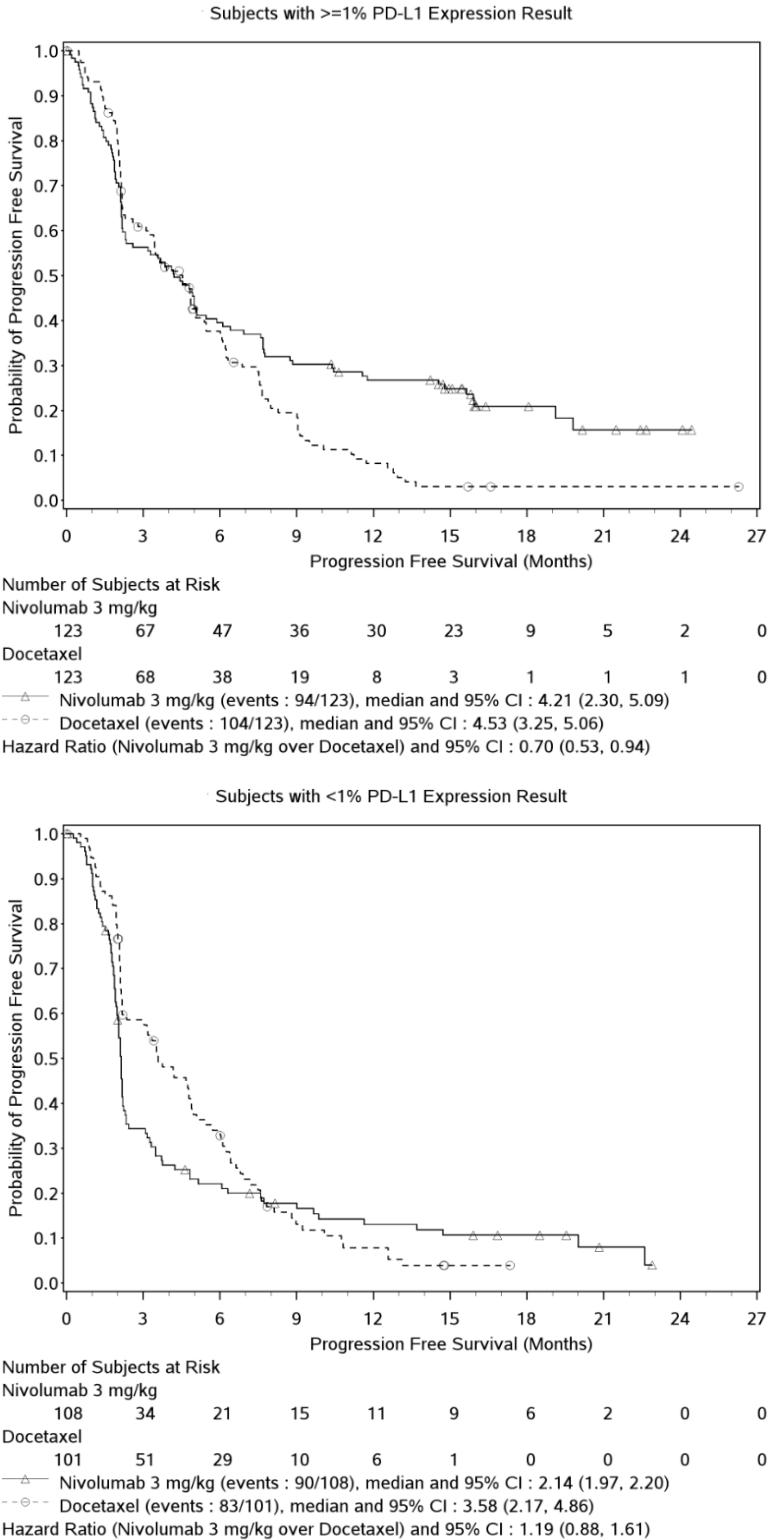 Subjects with >=1% PD-L1 Expression Result
1.0
0.9
0.8
0.7
0.6
0.5
0.4
0.3
0.2
0.1
0.0
Probability of Progression Free Survival
0 3 6 9 12 15 18 21 24 27
Progression Free Survival (Months)
Number of Subjects at Risk
Nivolumab 3 mg/kg
123 67 47 36 30 23 9 5 2 0
Docetaxel
123 68 38 19 8 3 1 1 1 0
Nivolumab 3 mg/kg (events : 94/123), median and 95% CI : 4.21 (2.30, 5.09)
Docetaxel (events : 104/123), median and 95% CI : 4.53 (3.25, 5.06)
Hazard Ratio (Nivolumab 3 mg/kg over Docetaxel) and 95% CI : 0.70 (0.53, 0.94)
Subjects with <1% PD-L1 Expression Result
1.0
0.9
0.8
0.7
0.6
0.5
0.4
0.3
0.2
0.1
0.0
Probability of Progression Free Survival
0 3 6 9 12 15 18 21 24 27
Progression Free Survival (Months)
Number of Subjects at Risk
Nivolumab 3 mg/kg
108 34 21 15 11 9 6 2 0 0
Docetaxel
101 51 29 10 6 1 0 0 0 0
Nivolumab 3 mg/kg (events : 90/108), median and 95% CI : 2.14 (1.97, 2.20)
Docetaxel (events : 83/101), median and 95% CI : 3.58 (2.17, 4.86)
Hazard Ratio (Nivolumab 3 mg/kg over Docetaxel) and 95% CI : 1.19 (0.88, 1.61)